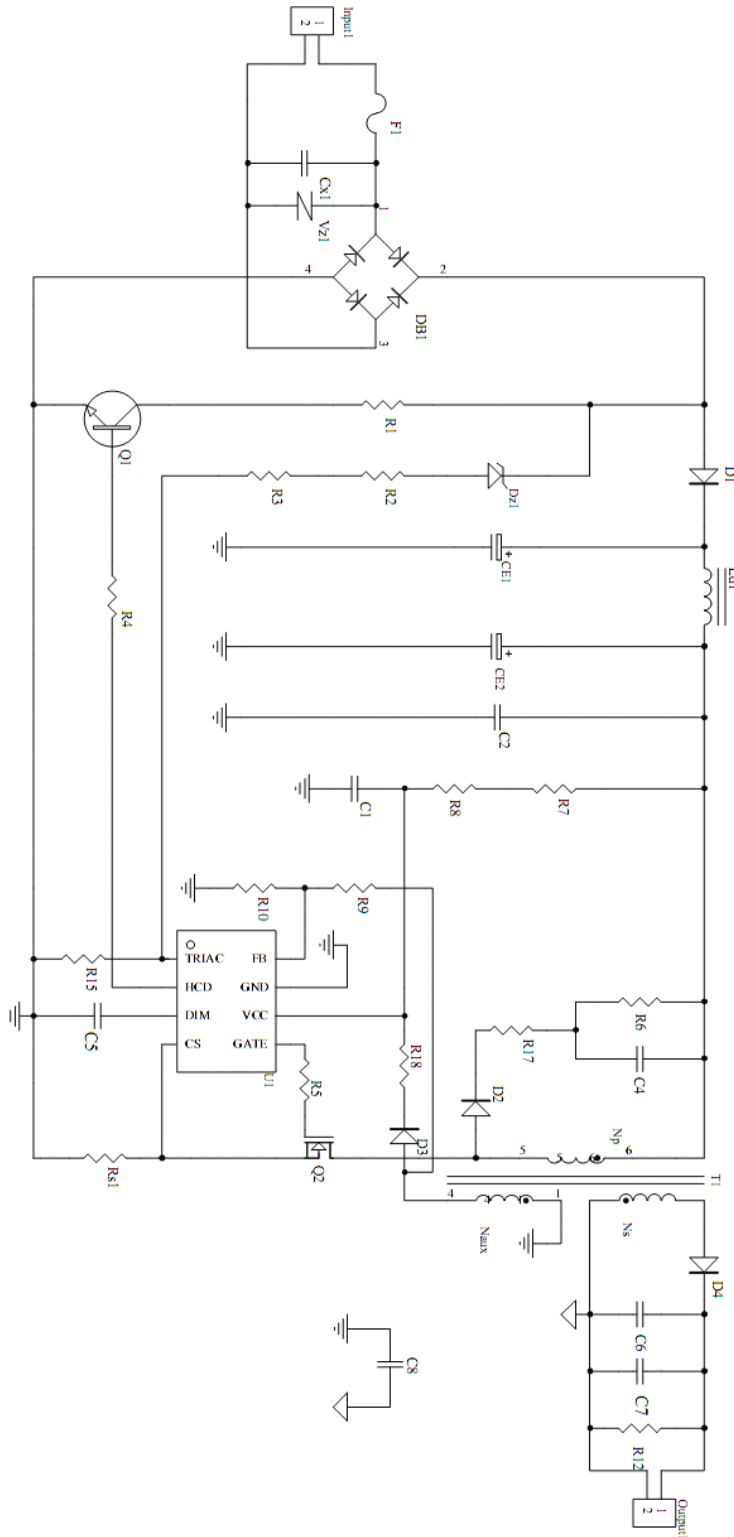 Input1
1
2
F1
Cx1
Vz1
1
4
2
DB1
3
R1
Q1
D1
R3
R2
Dz1
CE1
R4
CE2
C2
C1
R8
R7
R10
R9
R15
TRIAC
FB
HCD
GND
DIM
VCC
CS
GATE
U1
C5
R18
R5
R17
R6
C4
D2
D3
Rs1
Q2
Np
5
5
6
6
T1
4
4
1
Naux
Ns
D4
C6
C7
C8
R12
1
2